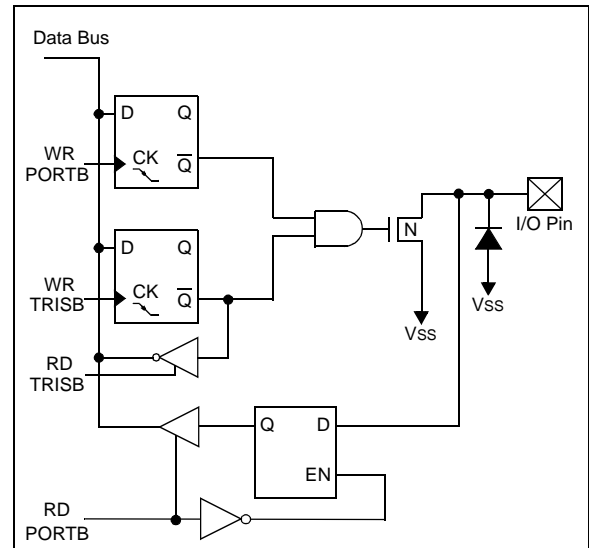 Data Bus
D Q
WR
PORTB
CK
Q̅
D Q
WR
TRISB
CK
Q̅
N
I/O Pin
VSS
VSS
RD
TRISB
Q D
EN
RD
PORTB